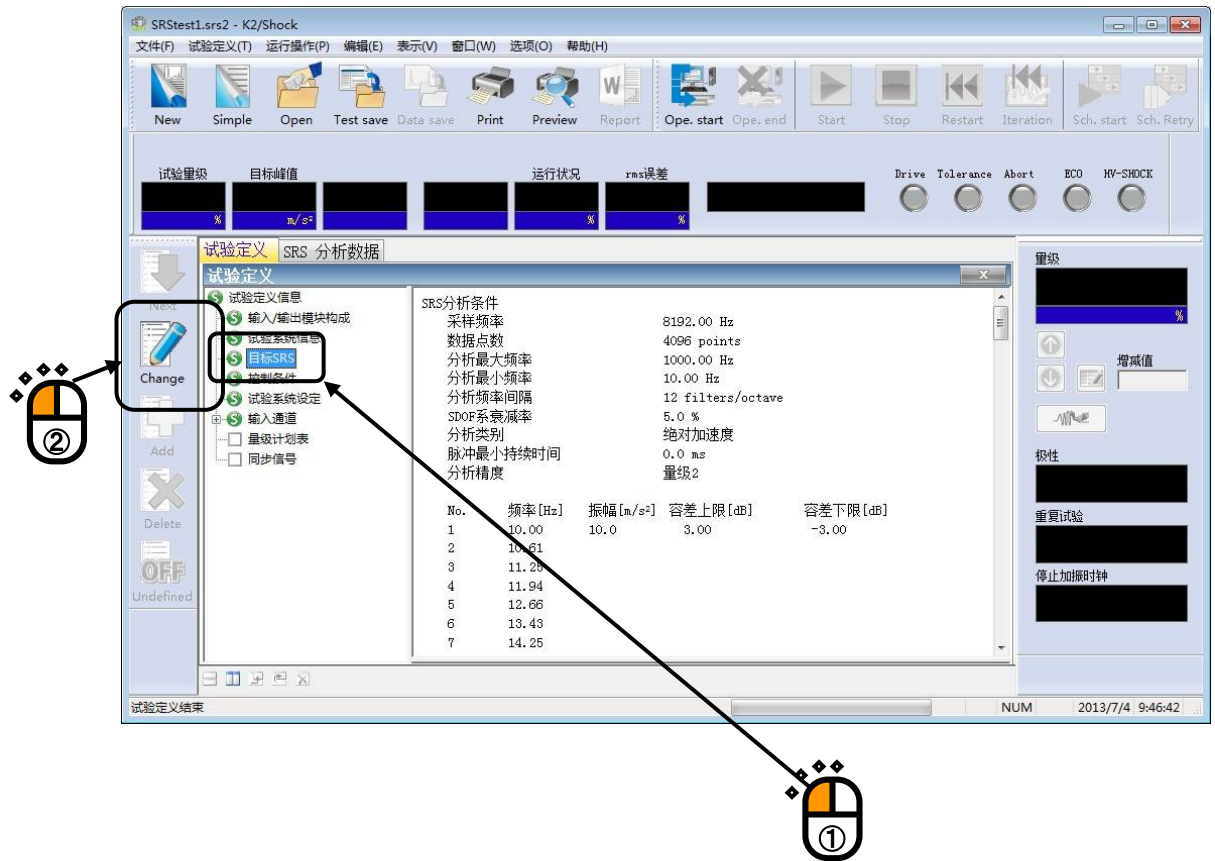 SRStest1.srs2 - K2/Shock
文件(F) 试验定义(T) 运行操作(P) 编辑(E) 表示(V) 窗口(W) 选项(O) 帮助(H)
New Simple Open Test save Data save Print Preview Report Ope. start Ope. end Start Stop Restart Iteration Sch. start Sch. Retry
试验量级 目标峰值 运行状况 rms误差 Drive Tolerance Abort ECO HV-SHOCK
% m/s² % %
试验定义 SRS 分析数据
试验定义
Next
Change
Add
Delete
OFF
Undefined
试验定义信息
输入/输出模块构成
试验系统信息
目标SRS
控制条件
试验系统设定
输入通道
量级计划表
同步信号
SRS分析条件
采样频率 8192.00 Hz
数据点数 4096 points
分析最大频率 1000.00 Hz
分析最小频率 10.00 Hz
分析频率间隔 12 filters/octave
SDOF系衰减率 5.0 %
分析类别 绝对加速度
脉冲最小持续时间 0.0 ms
分析精度 量级2
No. 频率[Hz] 振幅[m/s²] 容差上限[dB] 容差下限[dB]
1 10.00 10.0 3.00 -3.00
2 10.61
3 11.25
4 11.94
5 12.66
6 13.43
7 14.25
量级
%
增减值
极性
重复试验
停止加振时钟
试验定义结束 NUM 2013/7/4 9:46:42
②
①